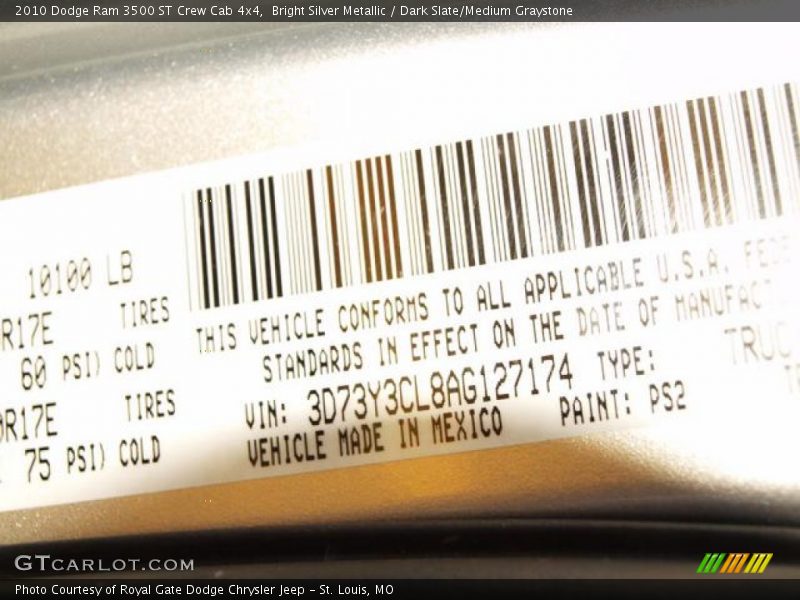 2010 Dodge Ram 3500 ST Crew Cab 4x4, Bright Silver Metallic / Dark Slate/Medium Graystone
10100 LB
R17E TIRES
60 PSI) COLD
R17E TIRES
75 PSI) COLD
THIS VEHICLE CONFORMS TO ALL APPLICABLE U.S.A.
STANDARDS IN EFFECT ON THE DATE OF MANUFACT
VIN: 3D73Y3CL8AG127174 TYPE: TRUC
VEHICLE MADE IN MEXICO PAINT: PS2
GTCARLOT.COM
Photo Courtesy of Royal Gate Dodge Chrysler Jeep – St. Louis, MO